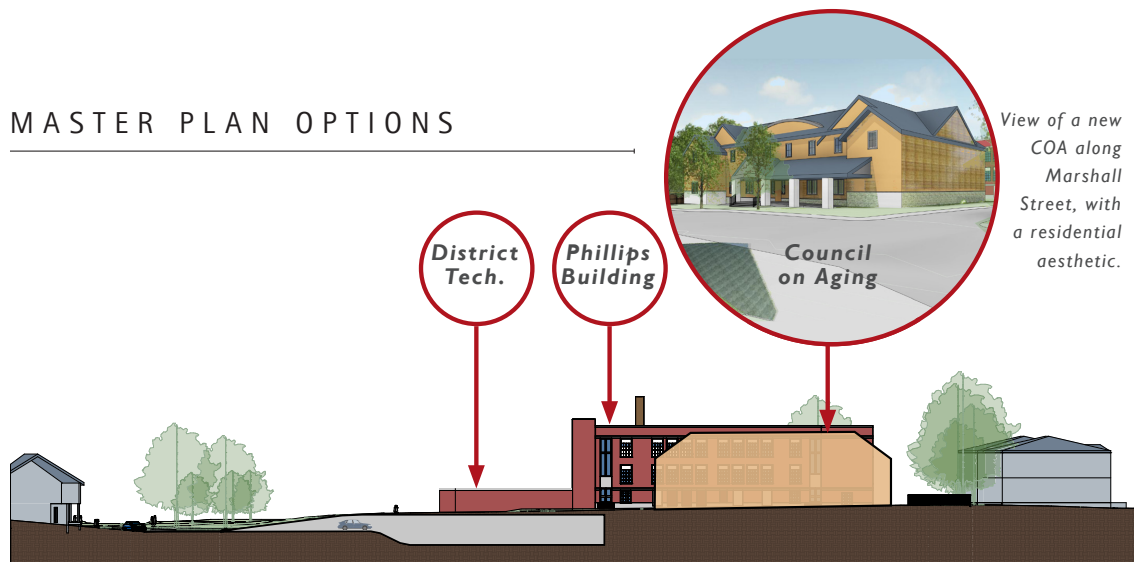 MASTER PLAN OPTIONS
View of a new
COA along
Marshall
Street, with
a residential
aesthetic.
District
Tech.
Phillips
Building
Council
on Aging